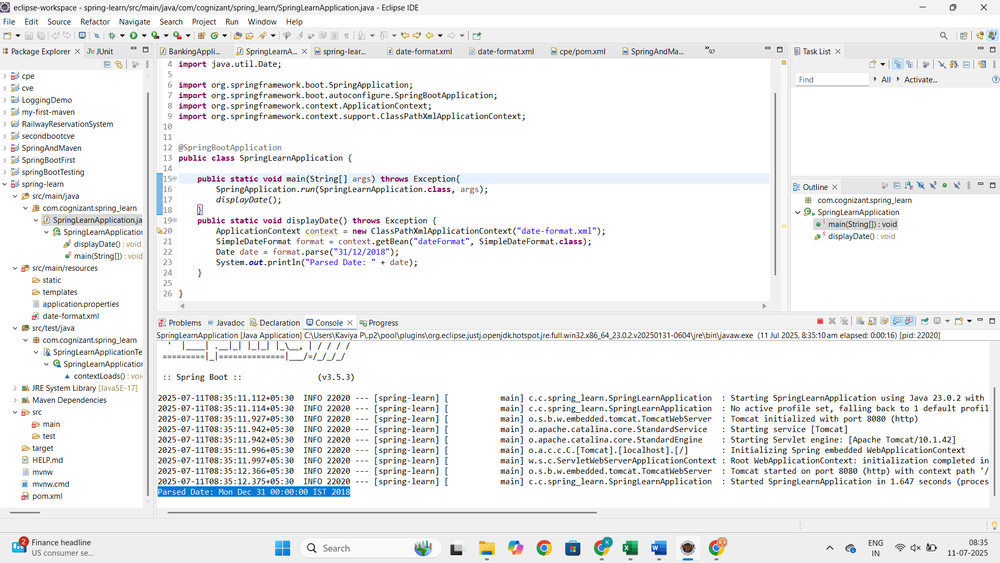 eclipse-workspace - spring-learn/src/main/java/com/cognizant/spring_learn/SpringLearnApplication.java - Eclipse IDE
File Edit Source Refactor Navigate Search Project Run Window Help
Package Explorer
JUnit
cpe
cve
LoggingDemo
my-first-maven
RailwayReservationSystem
secondbootcve
SpringAndMaven
SpringBootFirst
springBootTesting
spring-learn
src/main/java
com.cognizant.spring_learn
SpringLearnApplication.ja
SpringLearnApplication
displayDate() : void
main(String[]) : void
src/main/resources
static
templates
application.properties
date-format.xml
src/test/java
com.cognizant.spring_learn
SpringLearnApplicationTe
SpringLearnApplication
contextLoads() : voi
JRE System Library [JavaSE-17]
Maven Dependencies
src
main
test
target
HELP.md
mvnw
mvnw.cmd
pom.xml
BankingAppli... SpringLearnA... spring-lear... date-format.xml date-format.xml cpe/pom.xml SpringAndMa... »92
4 import java.util.Date;
5
6 import org.springframework.boot.SpringApplication;
7 import org.springframework.boot.autoconfigure.SpringBootApplication;
8 import org.springframework.context.ApplicationContext;
9 import org.springframework.context.support.ClassPathXmlApplicationContext;
10
11
12 @SpringBootApplication
13 public class SpringLearnApplication {
14
15 public static void main(String[] args) throws Exception{
16 SpringApplication.run(SpringLearnApplication.class, args);
17 displayDate();
18 }
19 public static void displayDate() throws Exception {
20 ApplicationContext context = new ClassPathXmlApplicationContext("date-format.xml");
21 SimpleDateFormat format = context.getBean("dateFormat", SimpleDateFormat.class);
22 Date date = format.parse("31/12/2018");
23 System.out.println("Parsed Date: " + date);
24 }
25
26 }
Task List
Find All Activate...
Outline
com.cognizant.spring_learn
SpringLearnApplication
main(String[]) : void
displayDate() : void
Problems Javadoc Declaration Console Progress
SpringLearnApplication [Java Application] C:\Users\Kaviya P\.p2\pool\plugins\org.eclipse.justj.openjdk.hotspot.jre.full.win32.x86_64_23.0.2.v20250131-0604\jre\bin\javaw.exe (11 Jul 2025, 8:35:10 am elapsed: 0:00:16) [pid: 22020]
'  |____| .__|_| |_|_| |_\__, | / / / /
=========|_|==============|___/=/_/_/_/
:: Spring Boot :: (v3.5.3)
2025-07-11T08:35:11.112+05:30 INFO 22020 --- [spring-learn] [ main] c.c.spring_learn.SpringLearnApplication : Starting SpringLearnApplication using Java 23.0.2 with
2025-07-11T08:35:11.114+05:30 INFO 22020 --- [spring-learn] [ main] c.c.spring_learn.SpringLearnApplication : No active profile set, falling back to 1 default profil
2025-07-11T08:35:11.927+05:30 INFO 22020 --- [spring-learn] [ main] o.s.b.w.embedded.tomcat.TomcatWebServer : Tomcat initialized with port 8080 (http)
2025-07-11T08:35:11.942+05:30 INFO 22020 --- [spring-learn] [ main] o.apache.catalina.core.StandardService : Starting service [Tomcat]
2025-07-11T08:35:11.942+05:30 INFO 22020 --- [spring-learn] [ main] o.apache.catalina.core.StandardEngine : Starting Servlet engine: [Apache Tomcat/10.1.42]
2025-07-11T08:35:11.996+05:30 INFO 22020 --- [spring-learn] [ main] o.a.c.c.C.[Tomcat].[localhost].[/] : Initializing Spring embedded WebApplicationContext
2025-07-11T08:35:11.997+05:30 INFO 22020 --- [spring-learn] [ main] w.s.c.ServletWebServerApplicationContext : Root WebApplicationContext: initialization completed in
2025-07-11T08:35:12.366+05:30 INFO 22020 --- [spring-learn] [ main] o.s.b.w.embedded.tomcat.TomcatWebServer : Tomcat started on port 8080 (http) with context path '/
2025-07-11T08:35:12.375+05:30 INFO 22020 --- [spring-learn] [ main] c.c.spring_learn.SpringLearnApplication : Started SpringLearnApplication in 1.647 seconds (proces
Parsed Date: Mon Dec 31 00:00:00 IST 2018
2
Finance headline
US consumer se...
Search
K
ENG
IN
08:35
11-07-2025